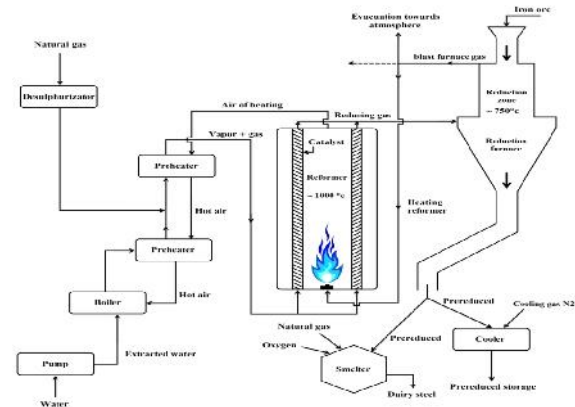 Iron ore
Evacuation towards
atmosphere
Natural gas
blast furnace gas
Reduction
zone
~ 750°c
Desulphurizator
Air of heating
Reducing gas
Vapor + gas
Catalyst
Reduction
furnace
Preheater
Reformer
~ 1000 °c
Heating
reformer
Hot air
Preheater
Hot air
Boiler
Prereduced
Cooling gas N2
Natural gas
Oxygen
Prereduced
Cooler
Pump
Extracted water
Smelter
Water
Dairy steel
Prereduced storage